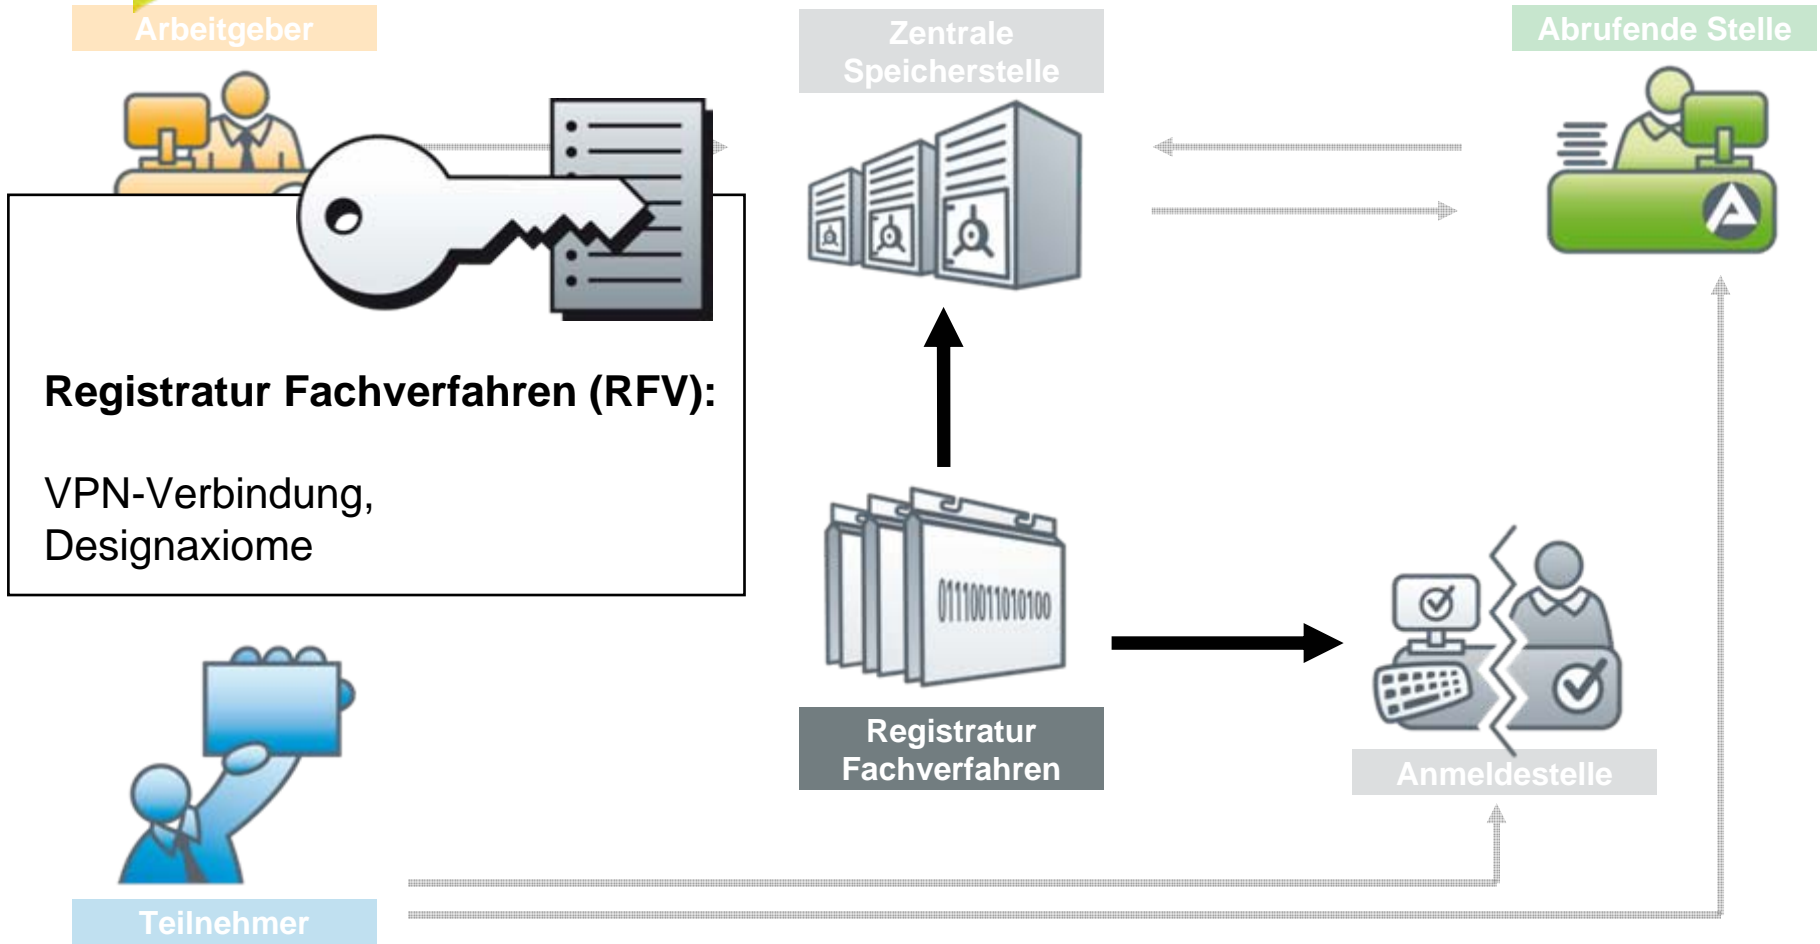 Arbeitgeber
Zentrale
Speicherstelle
Abrufende Stelle
Registratur Fachverfahren (RFV):
VPN-Verbindung,
Designaxiome
01110011010100
Registratur
Fachverfahren
Anmeldestelle
Teilnehmer